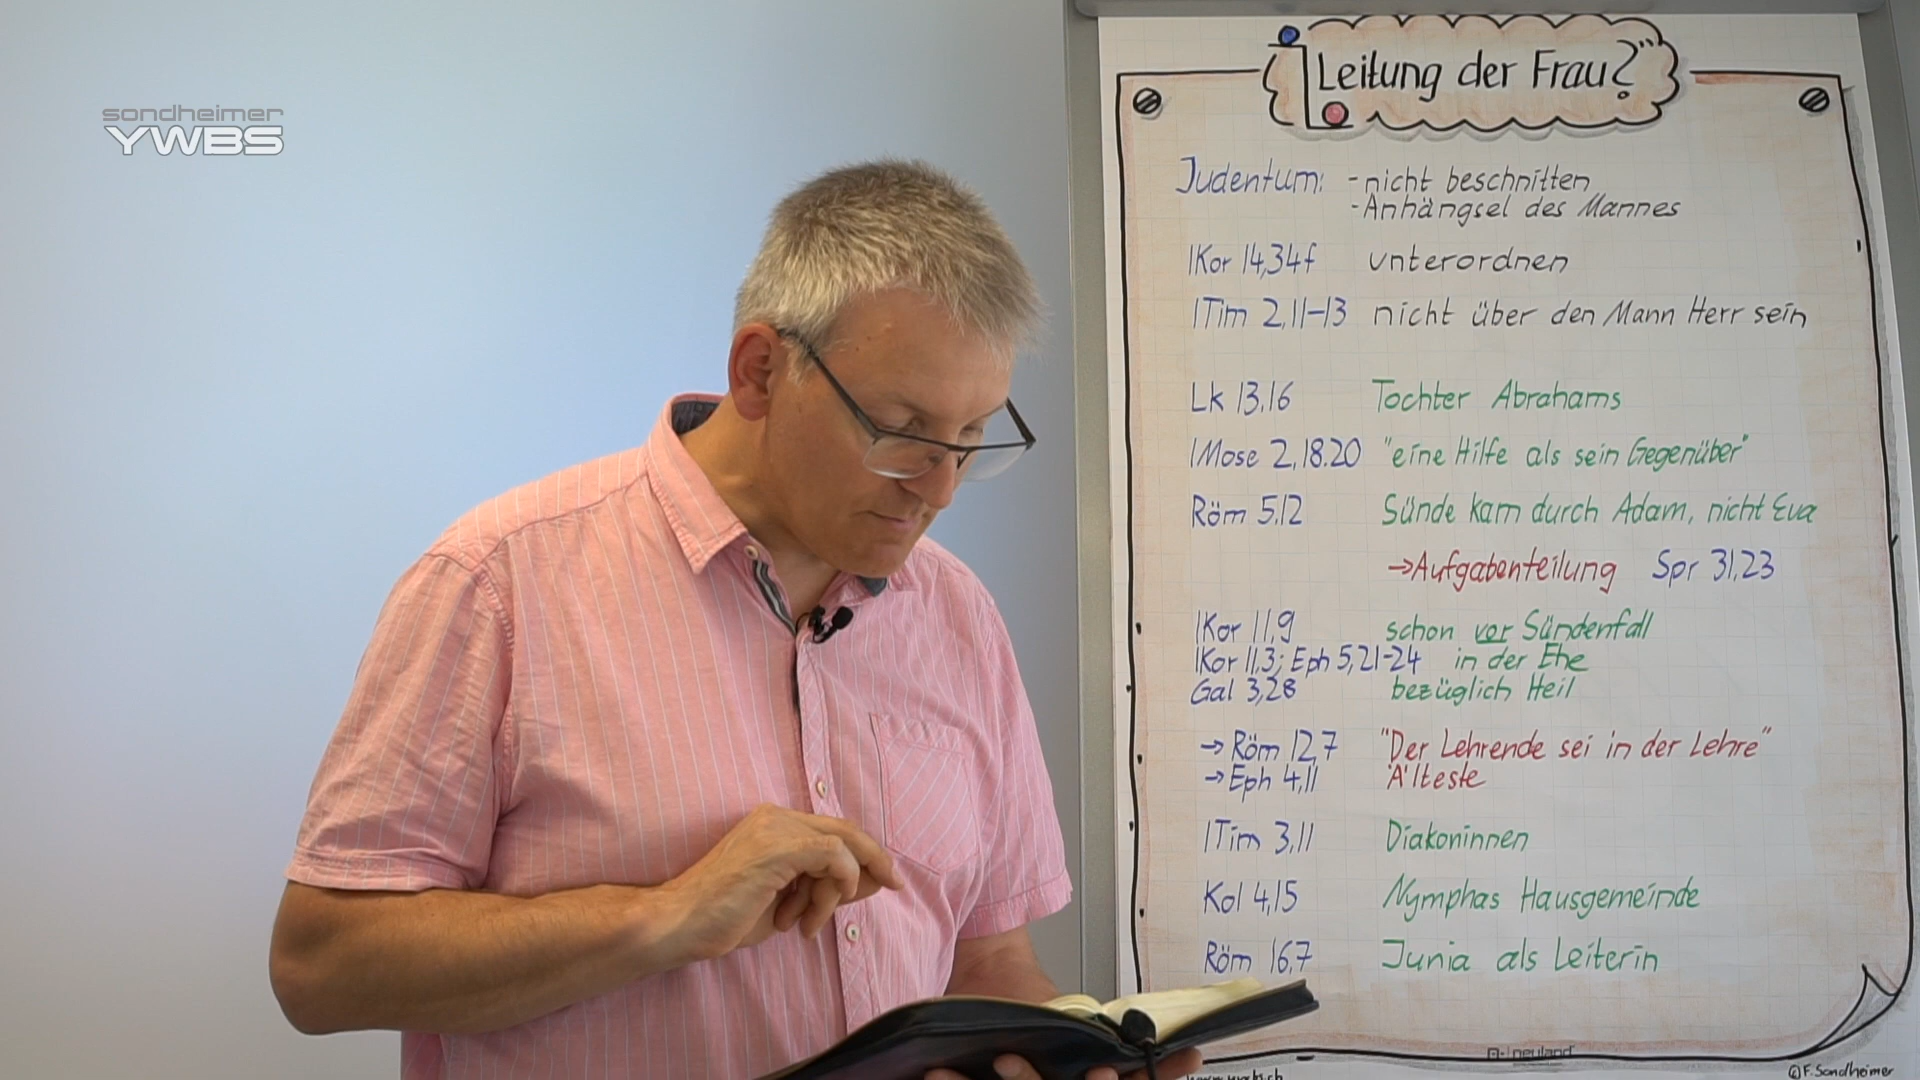 sondheimer
YWBS
Leitung der Frau?
Judentum: - nicht beschnitten
- Anhängsel des Mannes
1Kor 14,34f unterordnen
1Tim 2,11-13 nicht über den Mann Herr sein
Lk 13,16 Tochter Abrahams
1Mose 2,18.20 "eine Hilfe als sein Gegenüber"
Röm 5,12 Sünde kam durch Adam, nicht Eva
→Aufgabenteilung Spr 31,23
1Kor 11,9 schon vor Sündenfall
1Kor 11,3; Eph 5,21-24 in der Ehe
Gal 3,28 bezüglich Heil
→ Röm 12,7 "Der Lehrende sei in der Lehre"
→ Eph 4,11 Älteste
1Tim 3,11 Diakoninnen
Kol 4,15 Nymphas Hausgemeinde
Röm 16,7 Junia als Leiterin
neuland
©F.Sondheimer